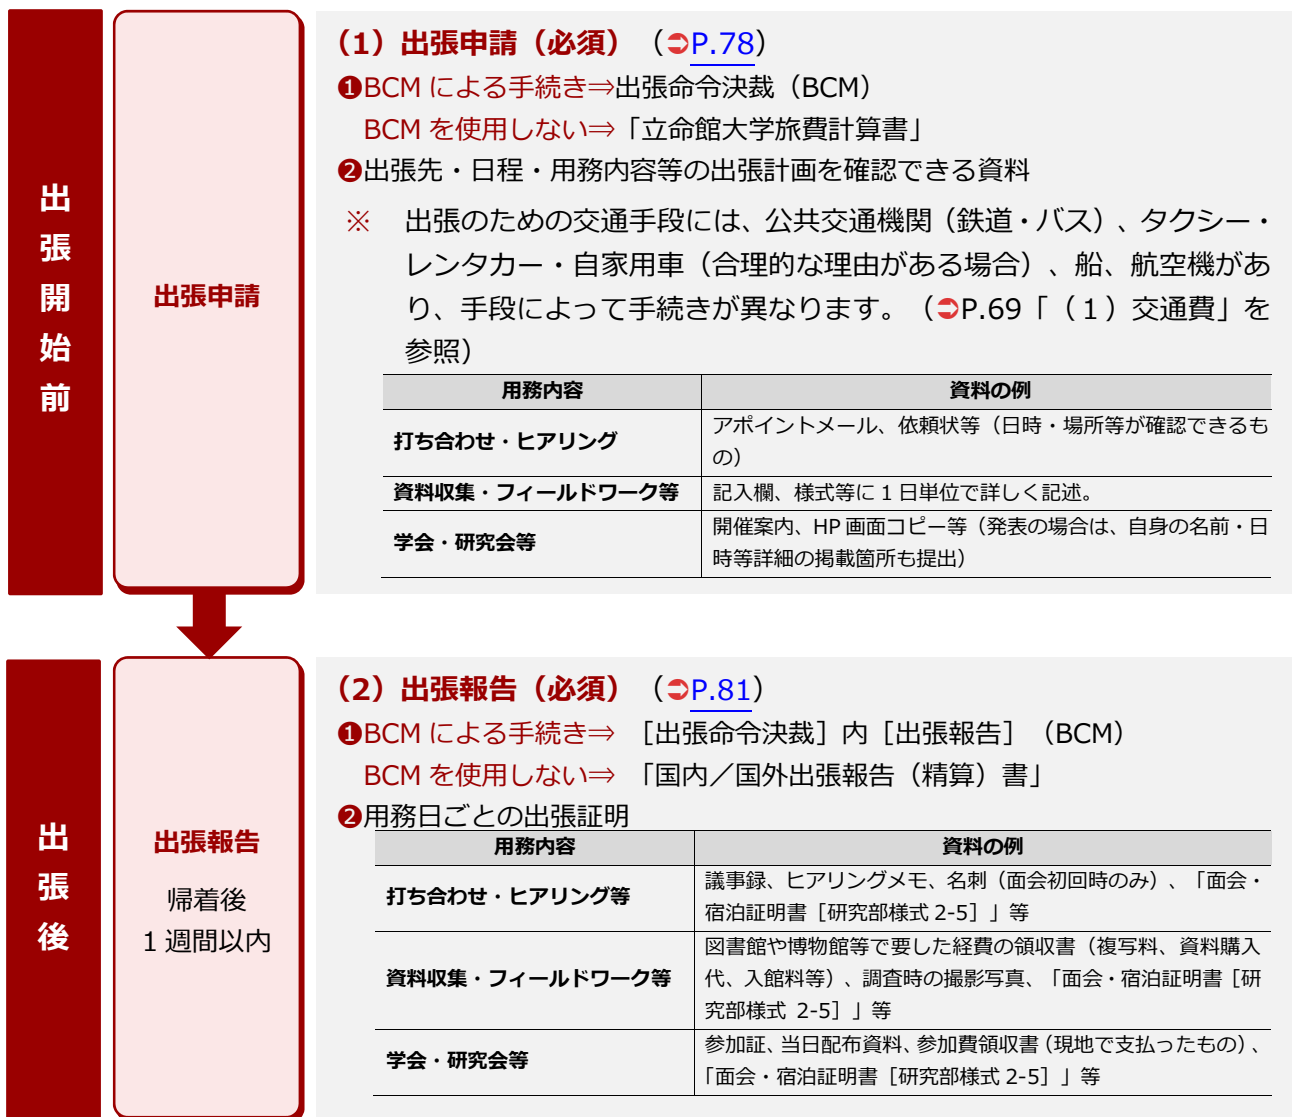 出張開始前
出張申請
（1）出張申請（必須）（➲P.78）
❶BCM による手続き⇒出張命令決裁（BCM）
BCM を使用しない⇒「立命館大学旅費計算書」
❷出張先・日程・用務内容等の出張計画を確認できる資料
※ 出張のための交通手段には、公共交通機関（鉄道・バス）、タクシー・
レンタカー・自家用車（合理的な理由がある場合）、船、航空機があ
り、手段によって手続きが異なります。（➲P.69「（１）交通費」を
参照）
用務内容 資料の例
打ち合わせ・ヒアリング アポイントメール、依頼状等（日時・場所等が確認できるも
の）
資料収集・フィールドワーク等 記入欄、様式等に 1 日単位で詳しく記述。
学会・研究会等 開催案内、HP 画面コピー等（発表の場合は、自身の名前・日
時等詳細の掲載箇所も提出）
出張後
出張報告
帰着後
1 週間以内
（2）出張報告（必須）（➲P.81）
❶BCM による手続き⇒ ［出張命令決裁］内［出張報告］（BCM）
BCM を使用しない⇒ 「国内／国外出張報告（精算）書」
❷用務日ごとの出張証明
用務内容 資料の例
打ち合わせ・ヒアリング等 議事録、ヒアリングメモ、名刺（面会初回時のみ）、「面会・
宿泊証明書［研究部様式 2-5］」等
資料収集・フィールドワーク等 図書館や博物館等で要した経費の領収書（複写料、資料購入
代、入館料等）、調査時の撮影写真、「面会・宿泊証明書［研
究部様式 2-5］」等
学会・研究会等 参加証、当日配布資料、参加費領収書（現地で支払ったもの）、
「面会・宿泊証明書［研究部様式 2-5］」等